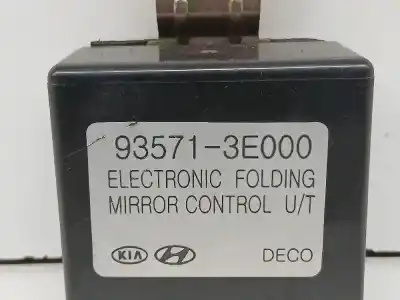 93571-3E000
ELECTRONIC FOLDING
MIRROR CONTROL U/T
KIA DECO